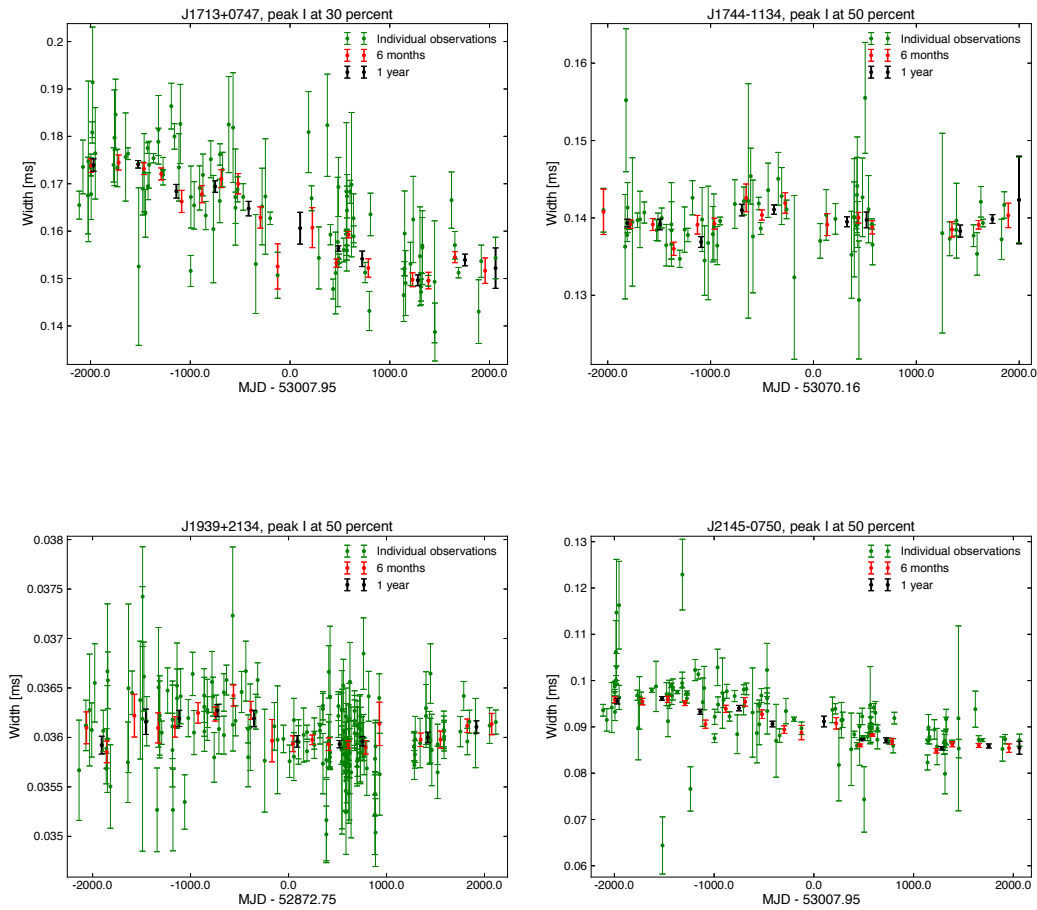 J1713+0747, peak I at 30 percent
Individual observations
6 months
1 year
Width [ms]
0.2
0.19
0.18
0.17
0.16
0.15
0.14
-2000.0 -1000.0 0.0 1000.0 2000.0
MJD - 53007.95
J1744-1134, peak I at 50 percent
Individual observations
6 months
1 year
Width [ms]
0.16
0.15
0.14
0.13
-2000.0 -1000.0 0.0 1000.0 2000.0
MJD - 53070.16
J1939+2134, peak I at 50 percent
Individual observations
6 months
1 year
Width [ms]
0.038
0.0375
0.037
0.0365
0.036
0.0355
0.035
-2000.0 -1000.0 0.0 1000.0 2000.0
MJD - 52872.75
J2145-0750, peak I at 50 percent
Individual observations
6 months
1 year
Width [ms]
0.13
0.12
0.11
0.1
0.09
0.08
0.07
0.06
-2000.0 -1000.0 0.0 1000.0 2000.0
MJD - 53007.95